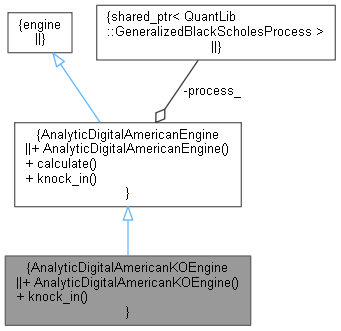 {engine
||}
{shared_ptr< QuantLib
::GeneralizedBlackScholesProcess >
||}
-process_
{AnalyticDigitalAmericanEngine
||+ AnalyticDigitalAmericanEngine()
+ calculate()
+ knock_in()
}
{AnalyticDigitalAmericanKOEngine
||+ AnalyticDigitalAmericanKOEngine()
+ knock_in()
}